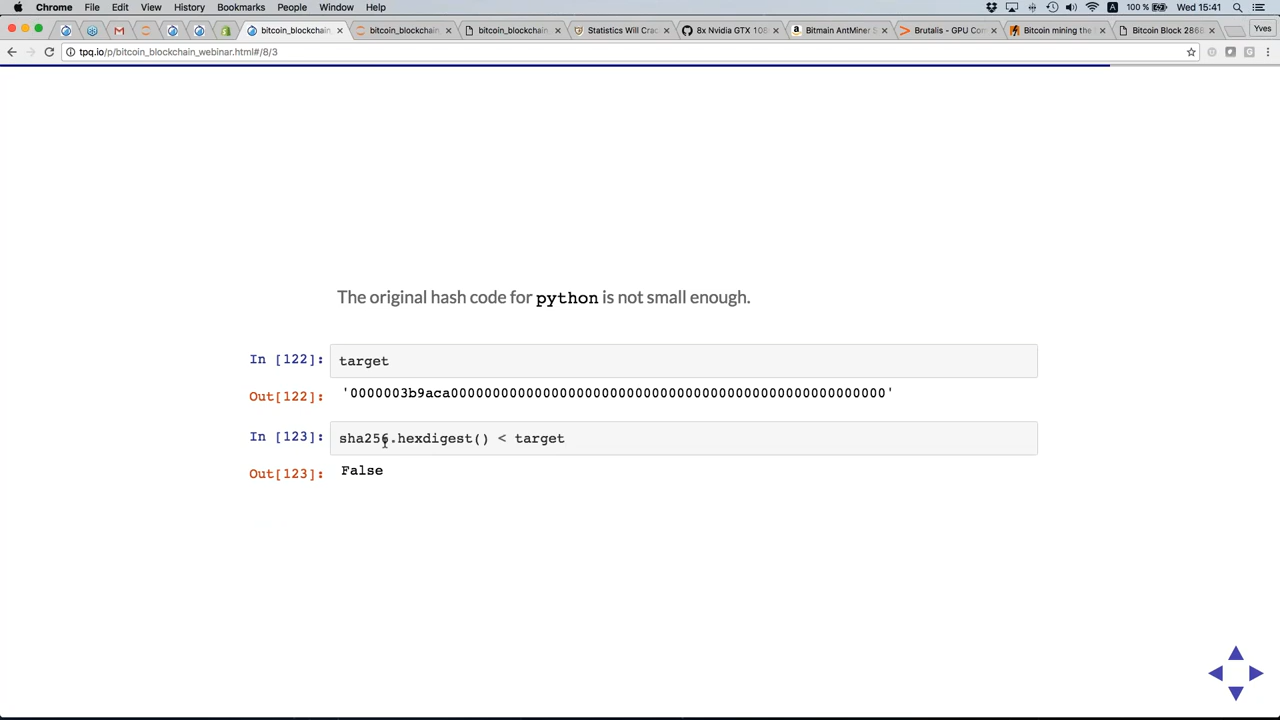 Chrome File Edit View History Bookmarks People Window Help 100 % Wed 15:41
bitcoin_blockchain_ bitcoin_blockchain bitcoin_blockchain Statistics Will Crac 8x Nvidia GTX 108 Bitmain AntMiner S Brutalis - GPU Com Bitcoin mining the Bitcoin Block 2866 Yves
tpq.io/p/bitcoin_blockchain_webinar.html#/8/3
The original hash code for python is not small enough.
In [122]: target
Out[122]: '0000003b9aca0000000000000000000000000000000000000000000000000000'
In [123]: sha256.hexdigest() < target
Out[123]: False